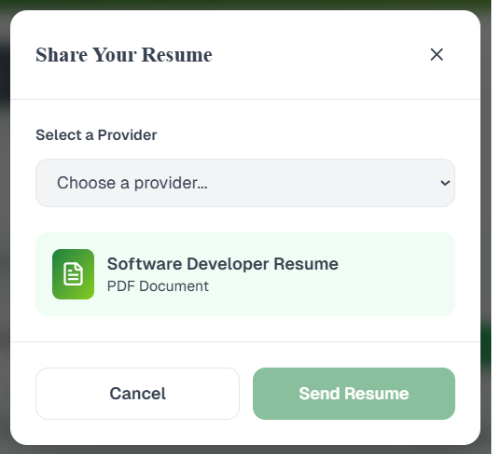 Share Your Resume
Select a Provider
Choose a provider...
Software Developer Resume
PDF Document
Cancel
Send Resume